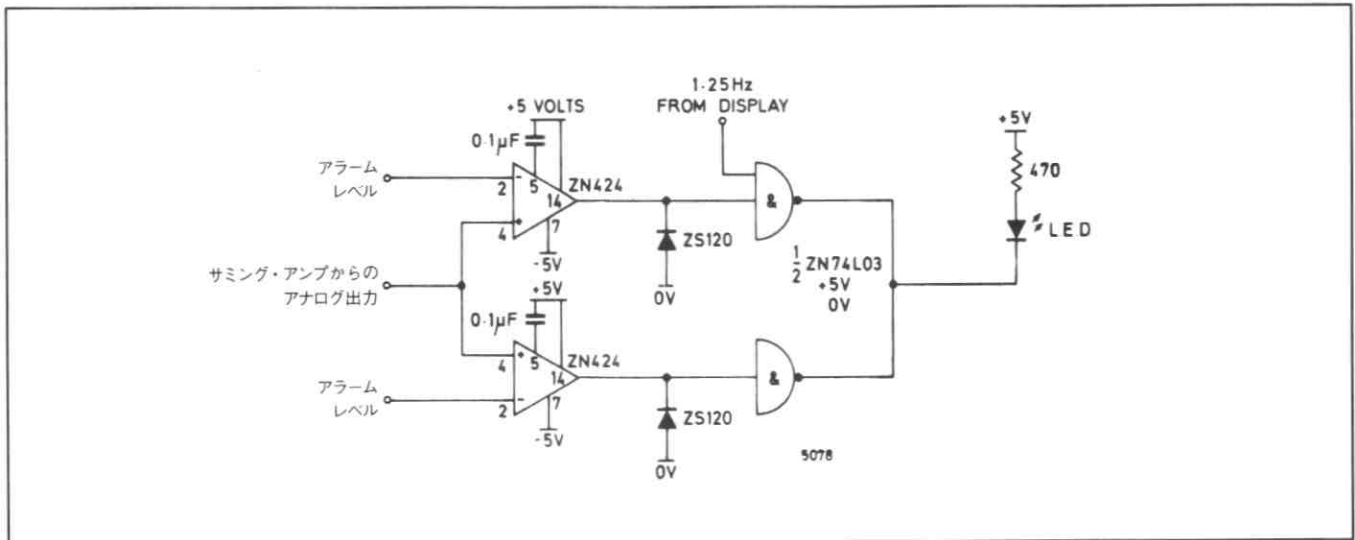 1·25Hz
FROM DISPLAY
+5 VOLTS
0·1µF
アラーム
レベル
2
-
5
ZN424
14
+
4
7
-5V
サミング・アンプからの
アナログ出力
&
ZS120
0V
1/2 ZN74L03
+5V
0V
+5V
470
LED
+5V
0·1µF
4
+
5
ZN424
14
アラーム
レベル
2
-
7
-5V
&
ZS120
0V
5078